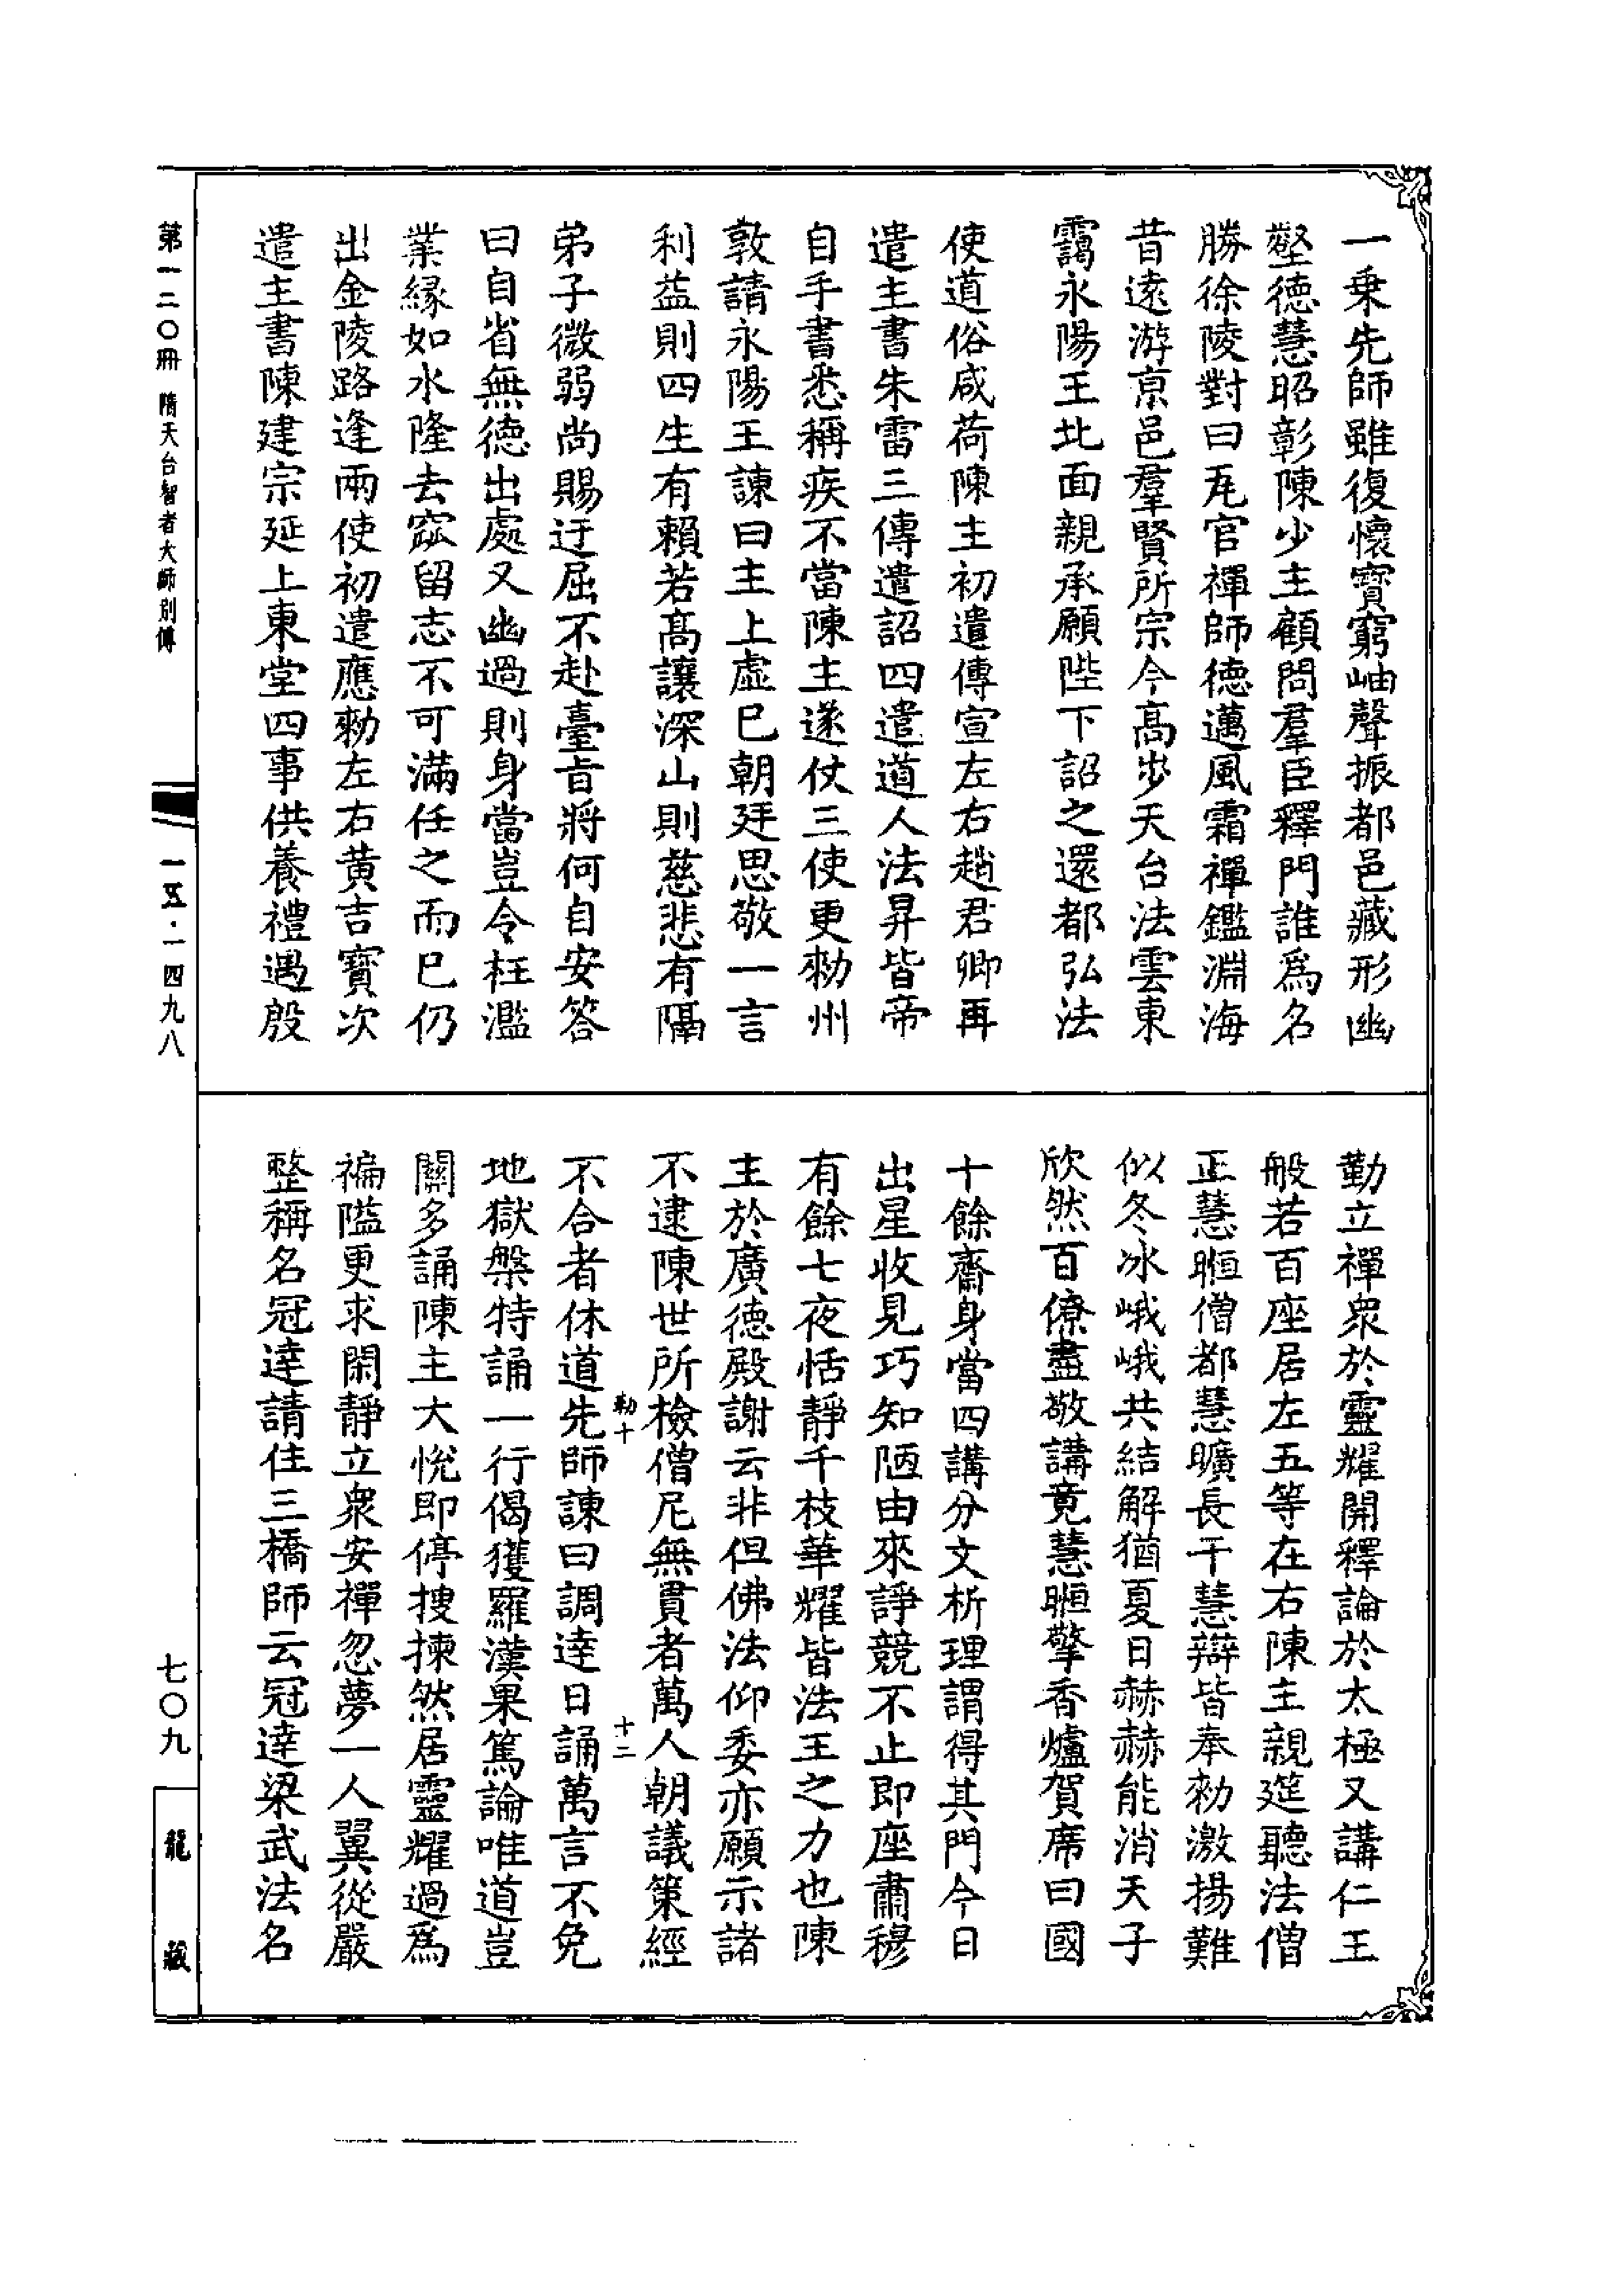 一乗先師雖復懷寶窮岫聲振都邑藏形幽
壑德慧昭彰陳少主顧問羣臣釋門誰爲名
勝徐陵對曰瓦官禪師德邁風霜禪鑑淵海
昔遠游京邑羣賢所宗今高步天台法雲東
靄永陽王北面親承願陛下詔之還都弘法
使道俗咸荷陳主初遣傳宣左右趙君卿再
遣主書朱雷三傳遣詔四遣道人法昇皆帝
自手書悉稱疾不當陳主遂仗三使更勑州
敦請永陽王諫曰主上虛巳朝廷思敬一言
利益則四生有賴若高讓深山則慈悲有隔
弟子微弱尚賜迂屈不赴臺旨將何自安答
曰自省無德出處又幽過則身當豈令枉濫
業緣如水隆去窊留志不可滿任之而巳仍
出金陵路逢兩使初遣應勑左右黄吉寶次
遣主書陳建宗延上東堂四事供養禮遇殷
勤立禪衆於靈耀開釋論於太極又講仁王
般若百座居左五等在右陳主親筵聽法僧
正慧暅僧都慧曠長干慧辯皆奉勑激揚難
似冬冰峨峨共結解猶夏日赫赫能消天子
欣然百僚盡敬講竟慧暅擎香爐賀席曰國
十餘齋身當四講分文析理謂得其門今日
出星收見巧知陋由來諍競不止即座肅穆
有餘七夜恬靜千枝華耀皆法王之力也陳
主於廣德殿謝云非但佛法仰委亦願示諸
不逮陳世所檢僧尼無貫者萬人朝議策經
勒十
十二
不合者休道先師諫曰調達日誦萬言不免
地獄槃特誦一行偈獲羅漢果篤論唯道豈
關多誦陳主大悅即停搜揀然居靈耀過爲
褊隘更求閑靜立衆安禪忽夢一人翼從嚴
整稱名冠達請住三橋師云冠達梁武法名
第一二〇冊 隋天台智者大師別傳
一五·一四九八
七〇九
龍藏